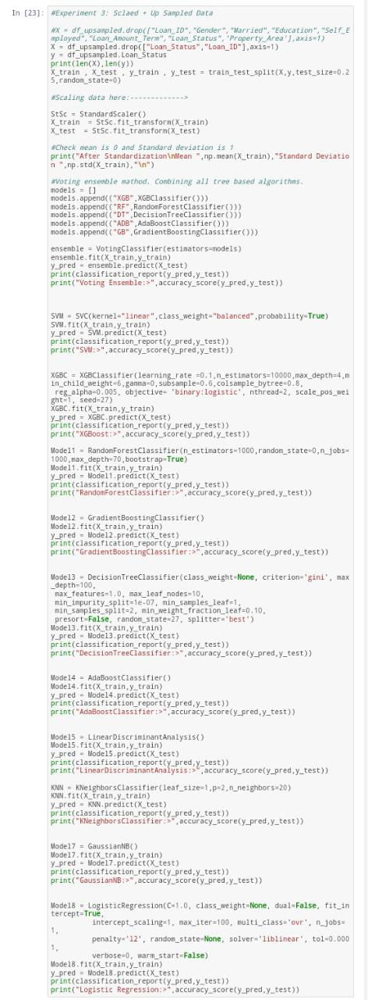 In [23]: #Experiment 3: Sclaed + Up Sampled Data
#X = df_upsampled.drop(["Loan_ID","Gender","Married","Education","Self_E
mployed","Loan_Amount_Term","Loan_Status",'Property_Area'],axis=1)
X = df_upsampled.drop(["Loan_Status","Loan_ID"],axis=1)
y = df_upsampled.Loan_Status
print(len(X),len(y))
X_train , X_test , y_train , y_test = train_test_split(X,y,test_size=0.2
5,random_state=0)
#Scaling data here:------------->
StSc = StandardScaler()
X_train  = StSc.fit_transform(X_train)
X_test  = StSc.fit_transform(X_test)
#Check mean is 0 and Standard deviation is 1
print("After Standardization\nMean ",np.mean(X_train),"Standard Deviatio
n ",np.std(X_train),"\n")
#Voting ensemble mathod. Combining all tree based algorithms.
models = []
models.append(("XGB",XGBClassifier()))
models.append(("RF",RandomForestClassifier()))
models.append(("DT",DecisionTreeClassifier()))
models.append(("ADB",AdaBoostClassifier()))
models.append(("GB",GradientBoostingClassifier()))
ensemble = VotingClassifier(estimators=models)
ensemble.fit(X_train,y_train)
y_pred = ensemble.predict(X_test)
print(classification_report(y_pred,y_test))
print("Voting Ensemble:>",accuracy_score(y_pred,y_test))
SVM = SVC(kernel="linear",class_weight="balanced",probability=True)
SVM.fit(X_train,y_train)
y_pred = SVM.predict(X_test)
print(classification_report(y_pred,y_test))
print("SVM:>",accuracy_score(y_pred,y_test))
XGBC = XGBClassifier(learning_rate =0.1,n_estimators=10000,max_depth=4,m
in_child_weight=6,gamma=0,subsample=0.6,colsample_bytree=0.8,
 reg_alpha=0.005, objective= 'binary:logistic', nthread=2, scale_pos_wei
ght=1, seed=27)
XGBC.fit(X_train,y_train)
y_pred = XGBC.predict(X_test)
print(classification_report(y_pred,y_test))
print("XGBoost:>",accuracy_score(y_pred,y_test))
Model1 = RandomForestClassifier(n_estimators=1000,random_state=0,n_jobs=
1000,max_depth=70,bootstrap=True)
Model1.fit(X_train,y_train)
y_pred = Model1.predict(X_test)
print(classification_report(y_pred,y_test))
print("RandomForestClassifier:>",accuracy_score(y_pred,y_test))
Model2 = GradientBoostingClassifier()
Model2.fit(X_train,y_train)
y_pred = Model2.predict(X_test)
print(classification_report(y_pred,y_test))
print("GradientBoostingClassifier:>",accuracy_score(y_pred,y_test))
Model3 = DecisionTreeClassifier(class_weight=None, criterion='gini', max
_depth=100,
 max_features=1.0, max_leaf_nodes=10,
 min_impurity_split=1e-07, min_samples_leaf=1,
 min_samples_split=2, min_weight_fraction_leaf=0.10,
 presort=False, random_state=27, splitter='best')
Model3.fit(X_train,y_train)
y_pred = Model3.predict(X_test)
print(classification_report(y_pred,y_test))
print("DecisionTreeClassifier:>",accuracy_score(y_pred,y_test))
Model4 = AdaBoostClassifier()
Model4.fit(X_train,y_train)
y_pred = Model4.predict(X_test)
print(classification_report(y_pred,y_test))
print("AdaBoostClassifier:>",accuracy_score(y_pred,y_test))
Model5 = LinearDiscriminantAnalysis()
Model5.fit(X_train,y_train)
y_pred = Model5.predict(X_test)
print(classification_report(y_pred,y_test))
print("LinearDiscriminantAnalysis:>",accuracy_score(y_pred,y_test))
KNN = KNeighborsClassifier(leaf_size=1,p=2,n_neighbors=20)
KNN.fit(X_train,y_train)
y_pred = KNN.predict(X_test)
print(classification_report(y_pred,y_test))
print("KNeighborsClassifier:>",accuracy_score(y_pred,y_test))
Model7 = GaussianNB()
Model7.fit(X_train,y_train)
y_pred = Model7.predict(X_test)
print(classification_report(y_pred,y_test))
print("GaussianNB:>",accuracy_score(y_pred,y_test))
Model8 = LogisticRegression(C=1.0, class_weight=None, dual=False, fit_in
tercept=True,
          intercept_scaling=1, max_iter=100, multi_class='ovr', n_jobs=
1,
          penalty='l2', random_state=None, solver='liblinear', tol=0.000
1,
          verbose=0, warm_start=False)
Model8.fit(X_train,y_train)
y_pred = Model8.predict(X_test)
print(classification_report(y_pred,y_test))
print("Logistic Regression:>",accuracy_score(y_pred,y_test))